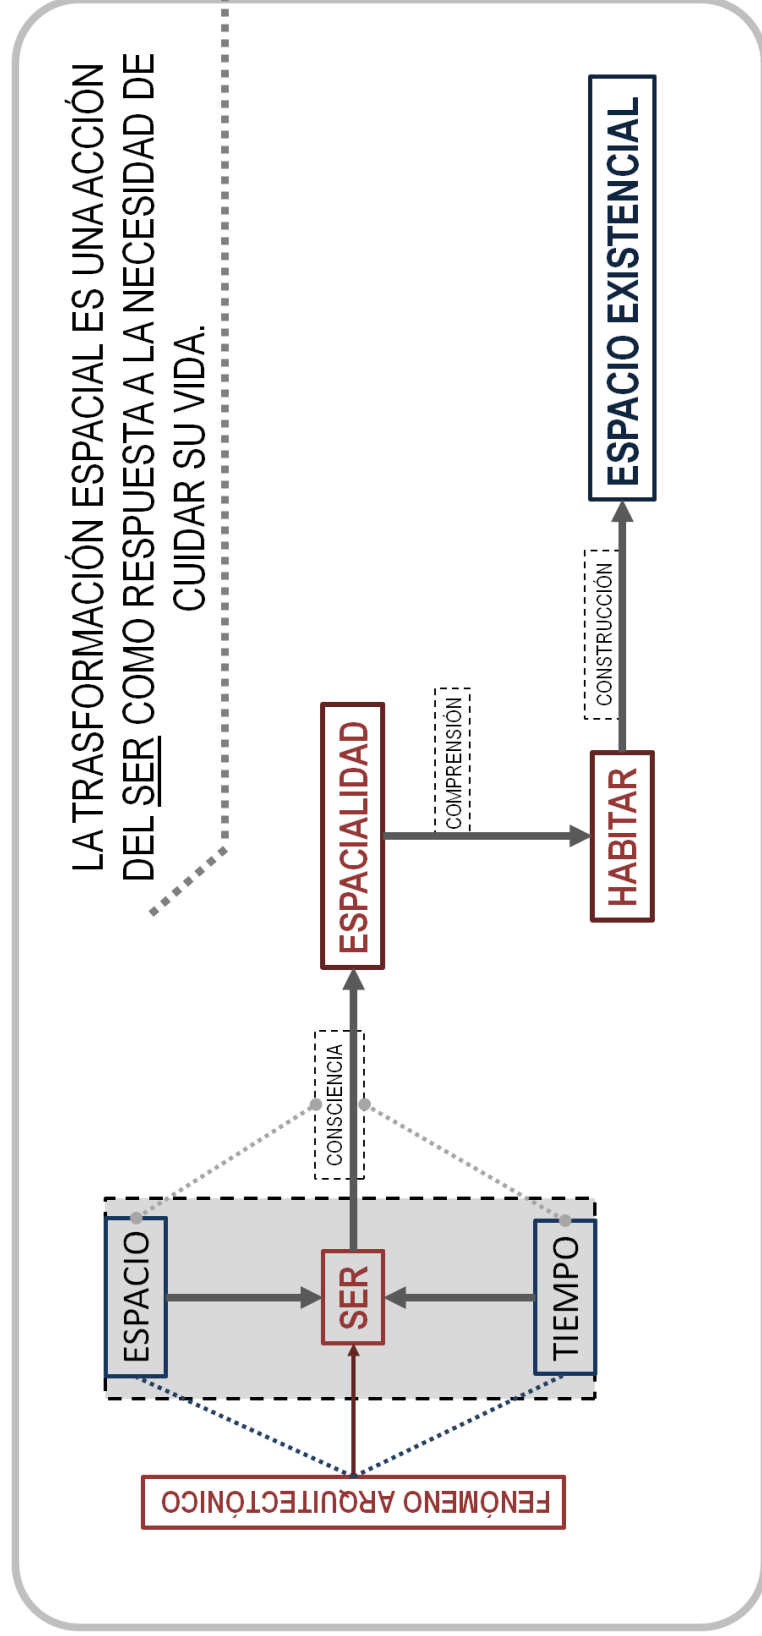 LA TRASFORMACIÓN ESPACIAL ES UNA ACCIÓN
DEL SER COMO RESPUESTA A LA NECESIDAD DE
CUIDAR SU VIDA.
FENÓMENO ARQUITECTÓNICO
ESPACIO
SER
TIEMPO
CONSCIENCIA
ESPACIALIDAD
COMPRENSIÓN
HABITAR
CONSTRUCCIÓN
ESPACIO EXISTENCIAL